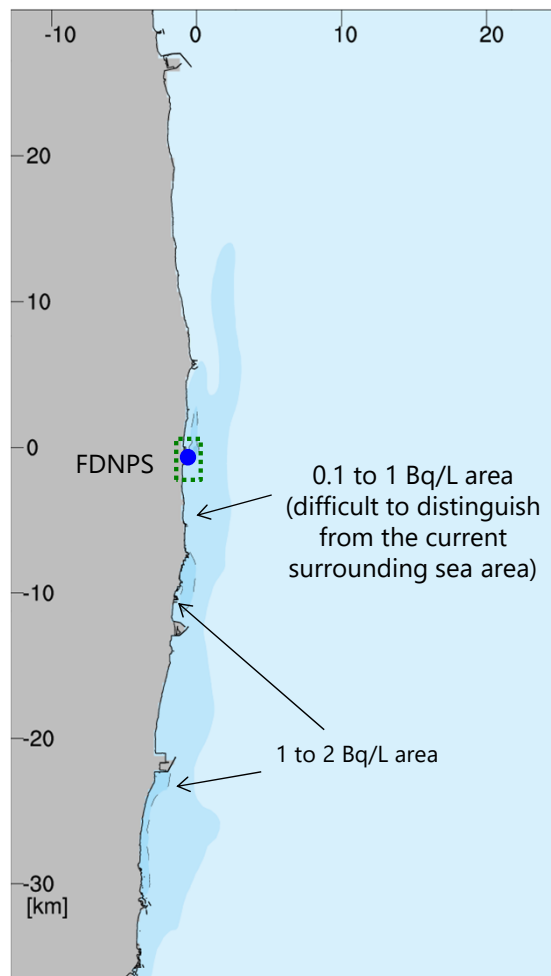 -10 0 10 20
20
10
0
FDNPS
0.1 to 1 Bq/L area
(difficult to distinguish
from the current
surrounding sea area)
-10
-20
1 to 2 Bq/L area
-30
[km]